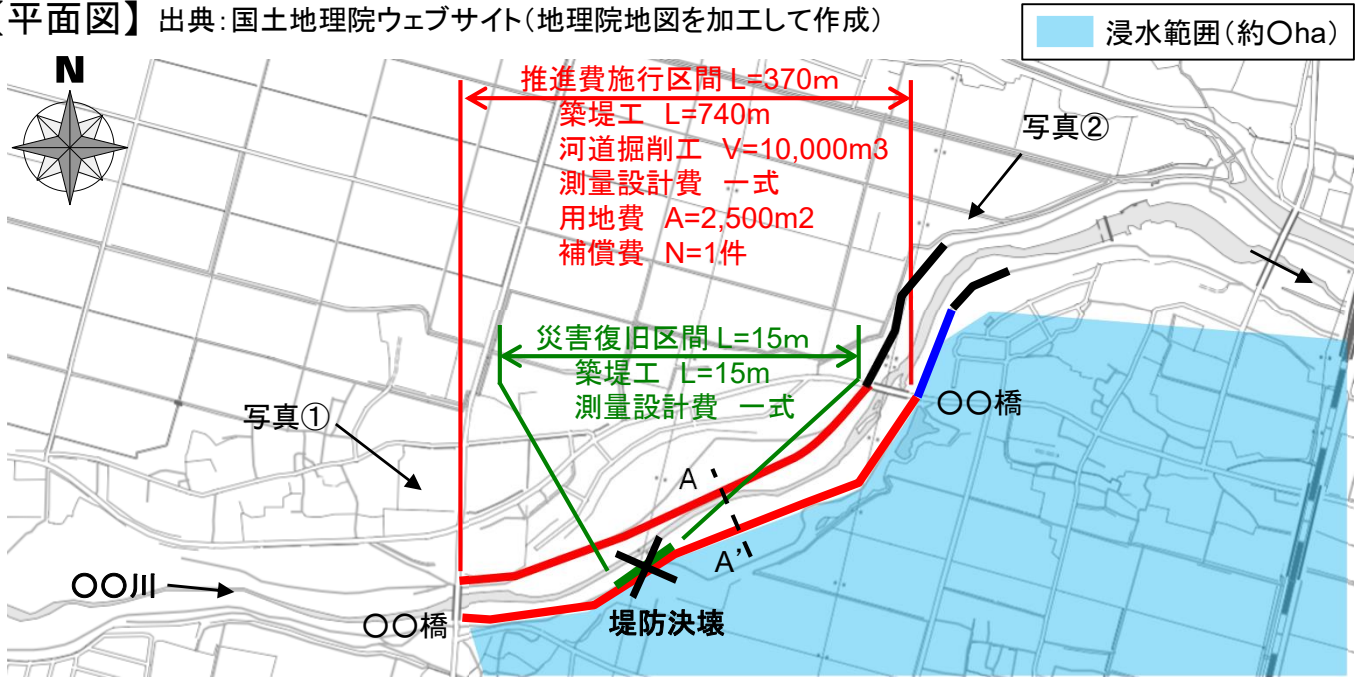 【平面図】 出典：国土地理院ウェブサイト（地理院地図を加工して作成）
浸水範囲（約〇ha）
N
推進費施行区間 L=370m
築堤工 L=740m
河道掘削工 V=10,000m3
測量設計費 一式
用地費 A=2,500m2
補償費 N=1件
写真②
災害復旧区間 L=15m
築堤工 L=15m
測量設計費 一式
写真①
〇〇橋
A
A'
〇〇川
〇〇橋
堤防決壊